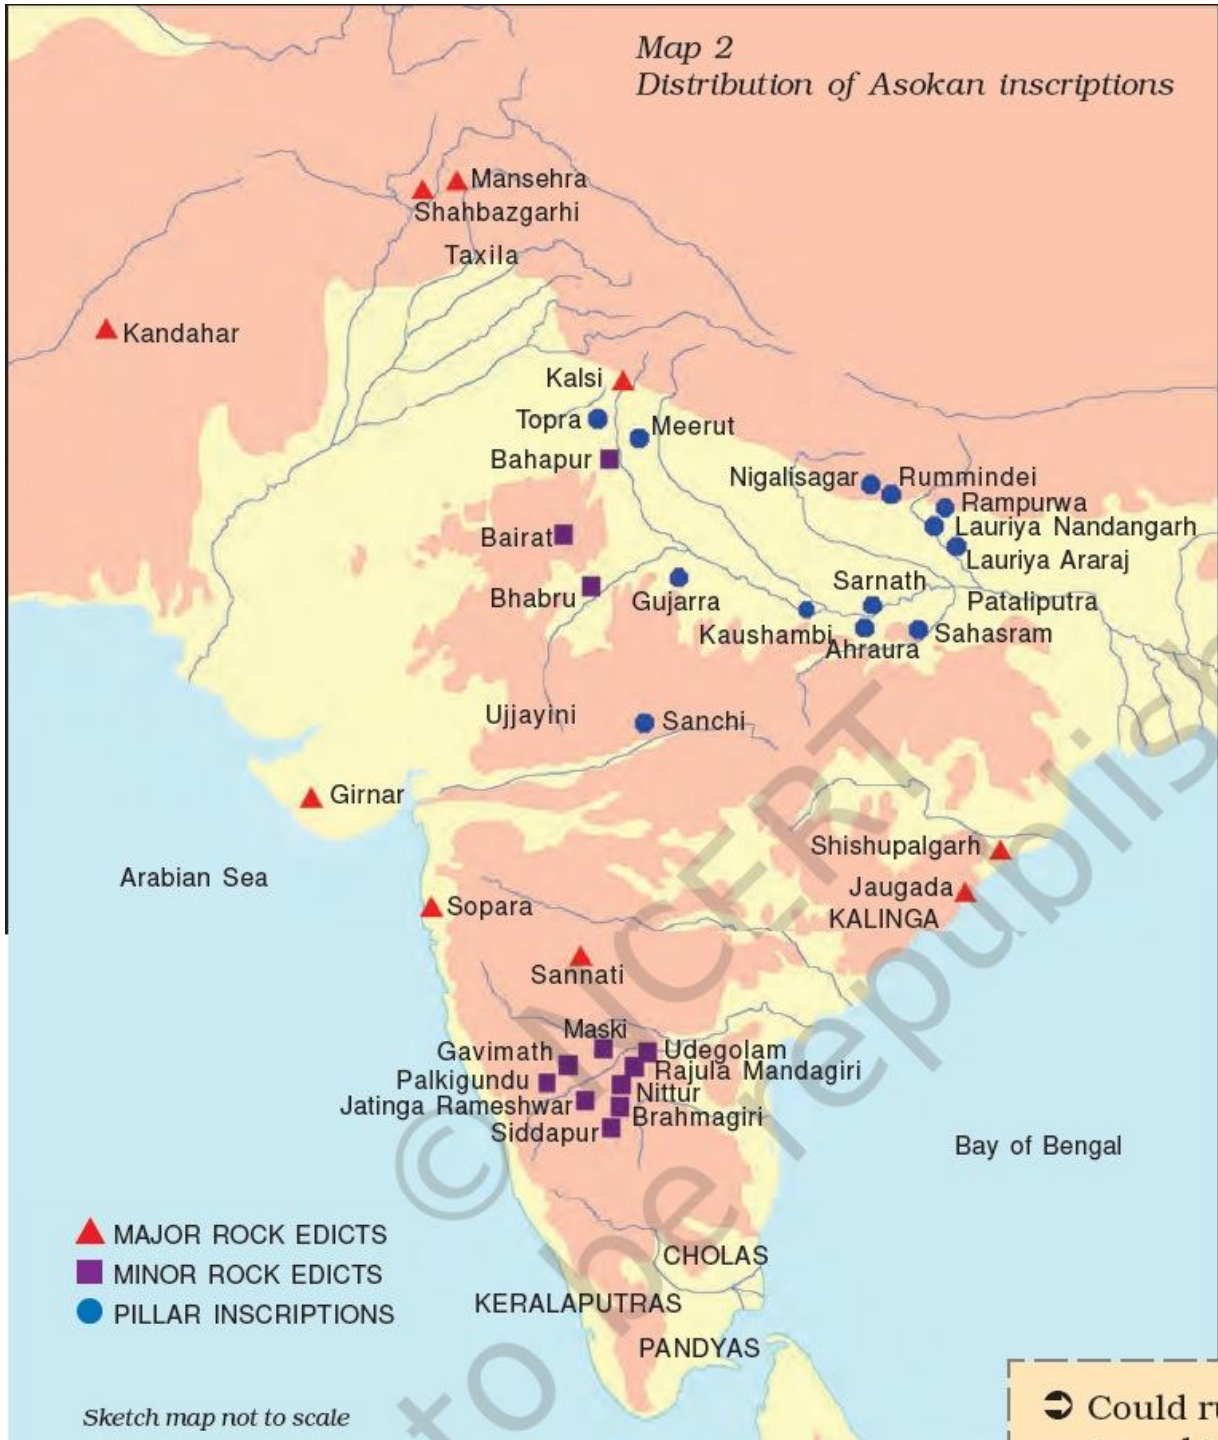 Map 2
Distribution of Asokan inscriptions
Mansehra
Shahbazgarhi
Taxila
Kandahar
Kalsi
Topra
Meerut
Bahapur
Nigalisagar
Rummindei
Rampurwa
Lauriya Nandangarh
Bairat
Lauriya Araraj
Sarnath
Bhabru
Gujarra
Pataliputra
Kaushambi
Sahasram
Ahraura
Ujjayini
Sanchi
Girnar
Shishupalgarh
Arabian Sea
Jaugada
Sopara
KALINGA
Sannati
Maski
Gavimath
Udegolam
Rajula Mandagiri
Palkigundu
Nittur
Jatinga Rameshwar
Brahmagiri
Siddapur
Bay of Bengal
MAJOR ROCK EDICTS
CHOLAS
MINOR ROCK EDICTS
KERALAPUTRAS
PILLAR INSCRIPTIONS
PANDYAS
Sketch map not to scale
➲ Could
© NCERT
to be